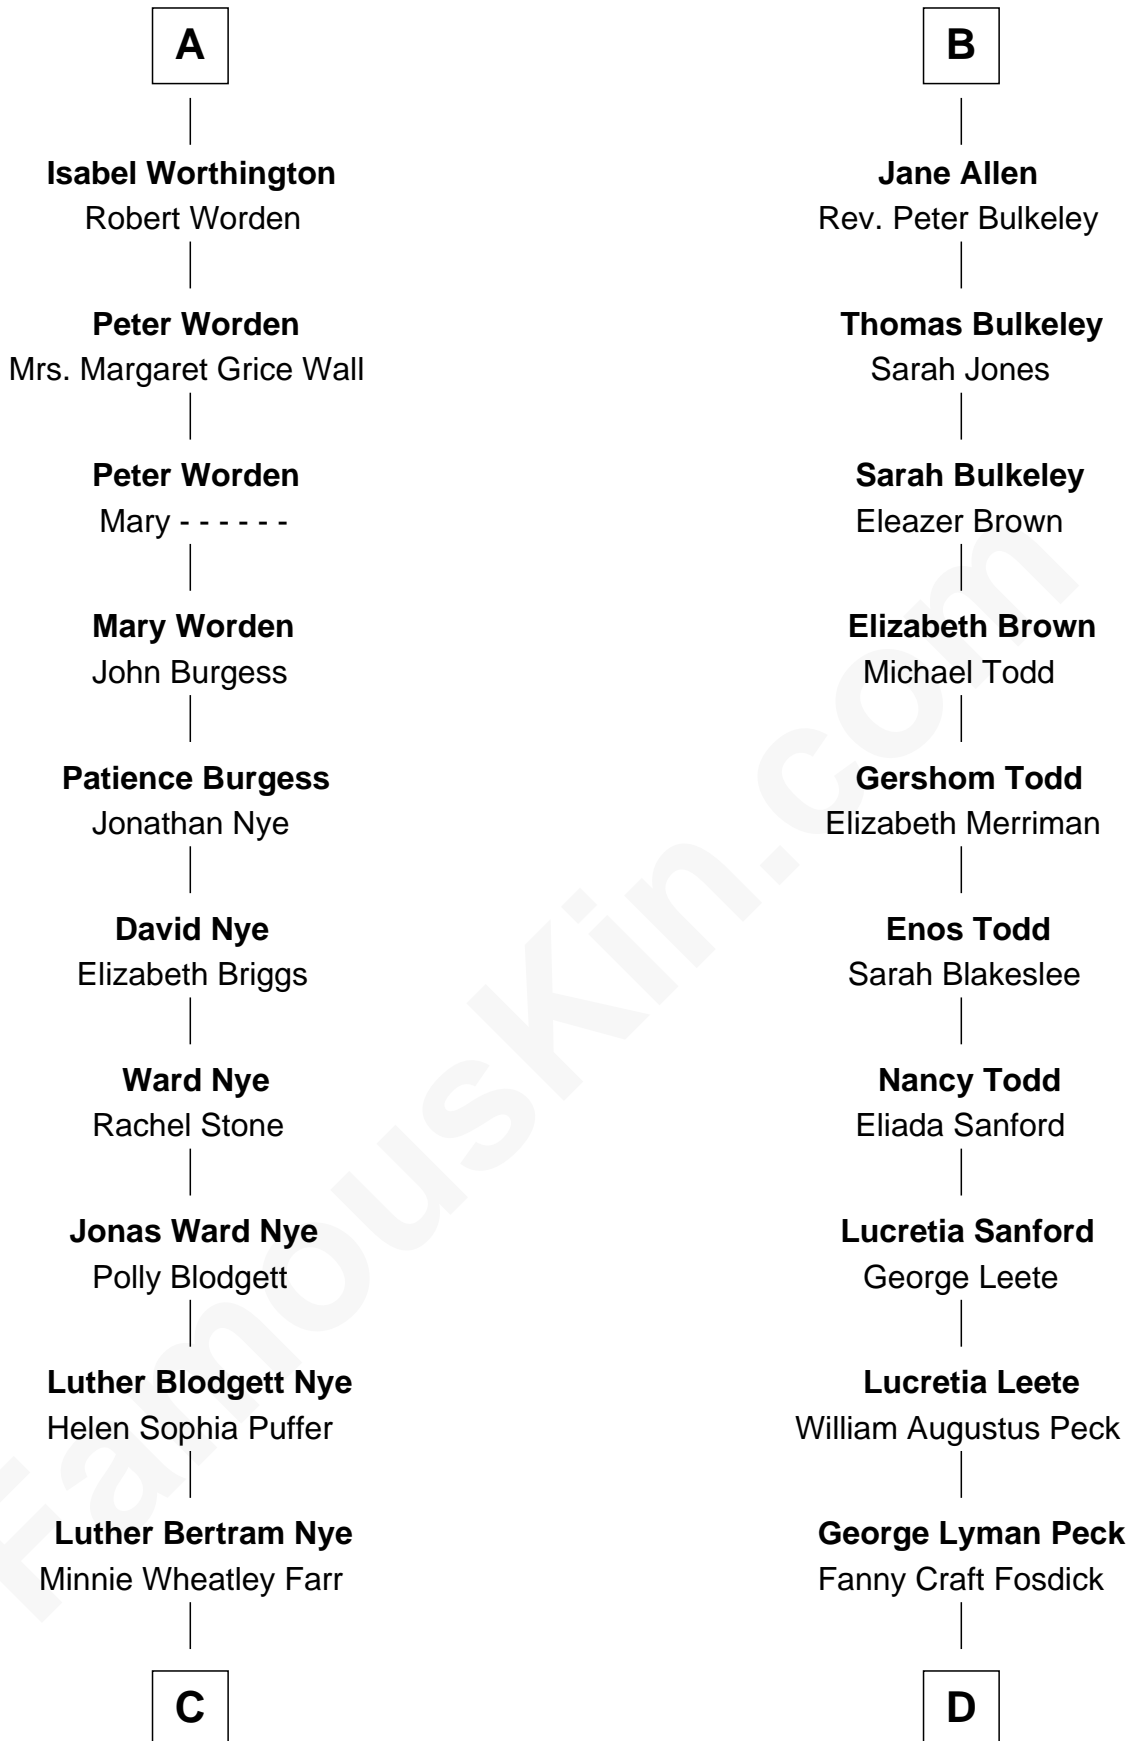 A
Isabel Worthington
Robert Worden
Peter Worden
Mrs. Margaret Grice Wall
Peter Worden
Mary - - - - - -
Mary Worden
John Burgess
Patience Burgess
Jonathan Nye
David Nye
Elizabeth Briggs
Ward Nye
Rachel Stone
Jonas Ward Nye
Polly Blodgett
Luther Blodgett Nye
Helen Sophia Puffer
Luther Bertram Nye
Minnie Wheatley Farr
C
B
Jane Allen
Rev. Peter Bulkeley
Thomas Bulkeley
Sarah Jones
Sarah Bulkeley
Eleazer Brown
Elizabeth Brown
Michael Todd
Gershom Todd
Elizabeth Merriman
Enos Todd
Sarah Blakeslee
Nancy Todd
Eliada Sanford
Lucretia Sanford
George Leete
Lucretia Leete
William Augustus Peck
George Lyman Peck
Fanny Craft Fosdick
D
FamousKin.com